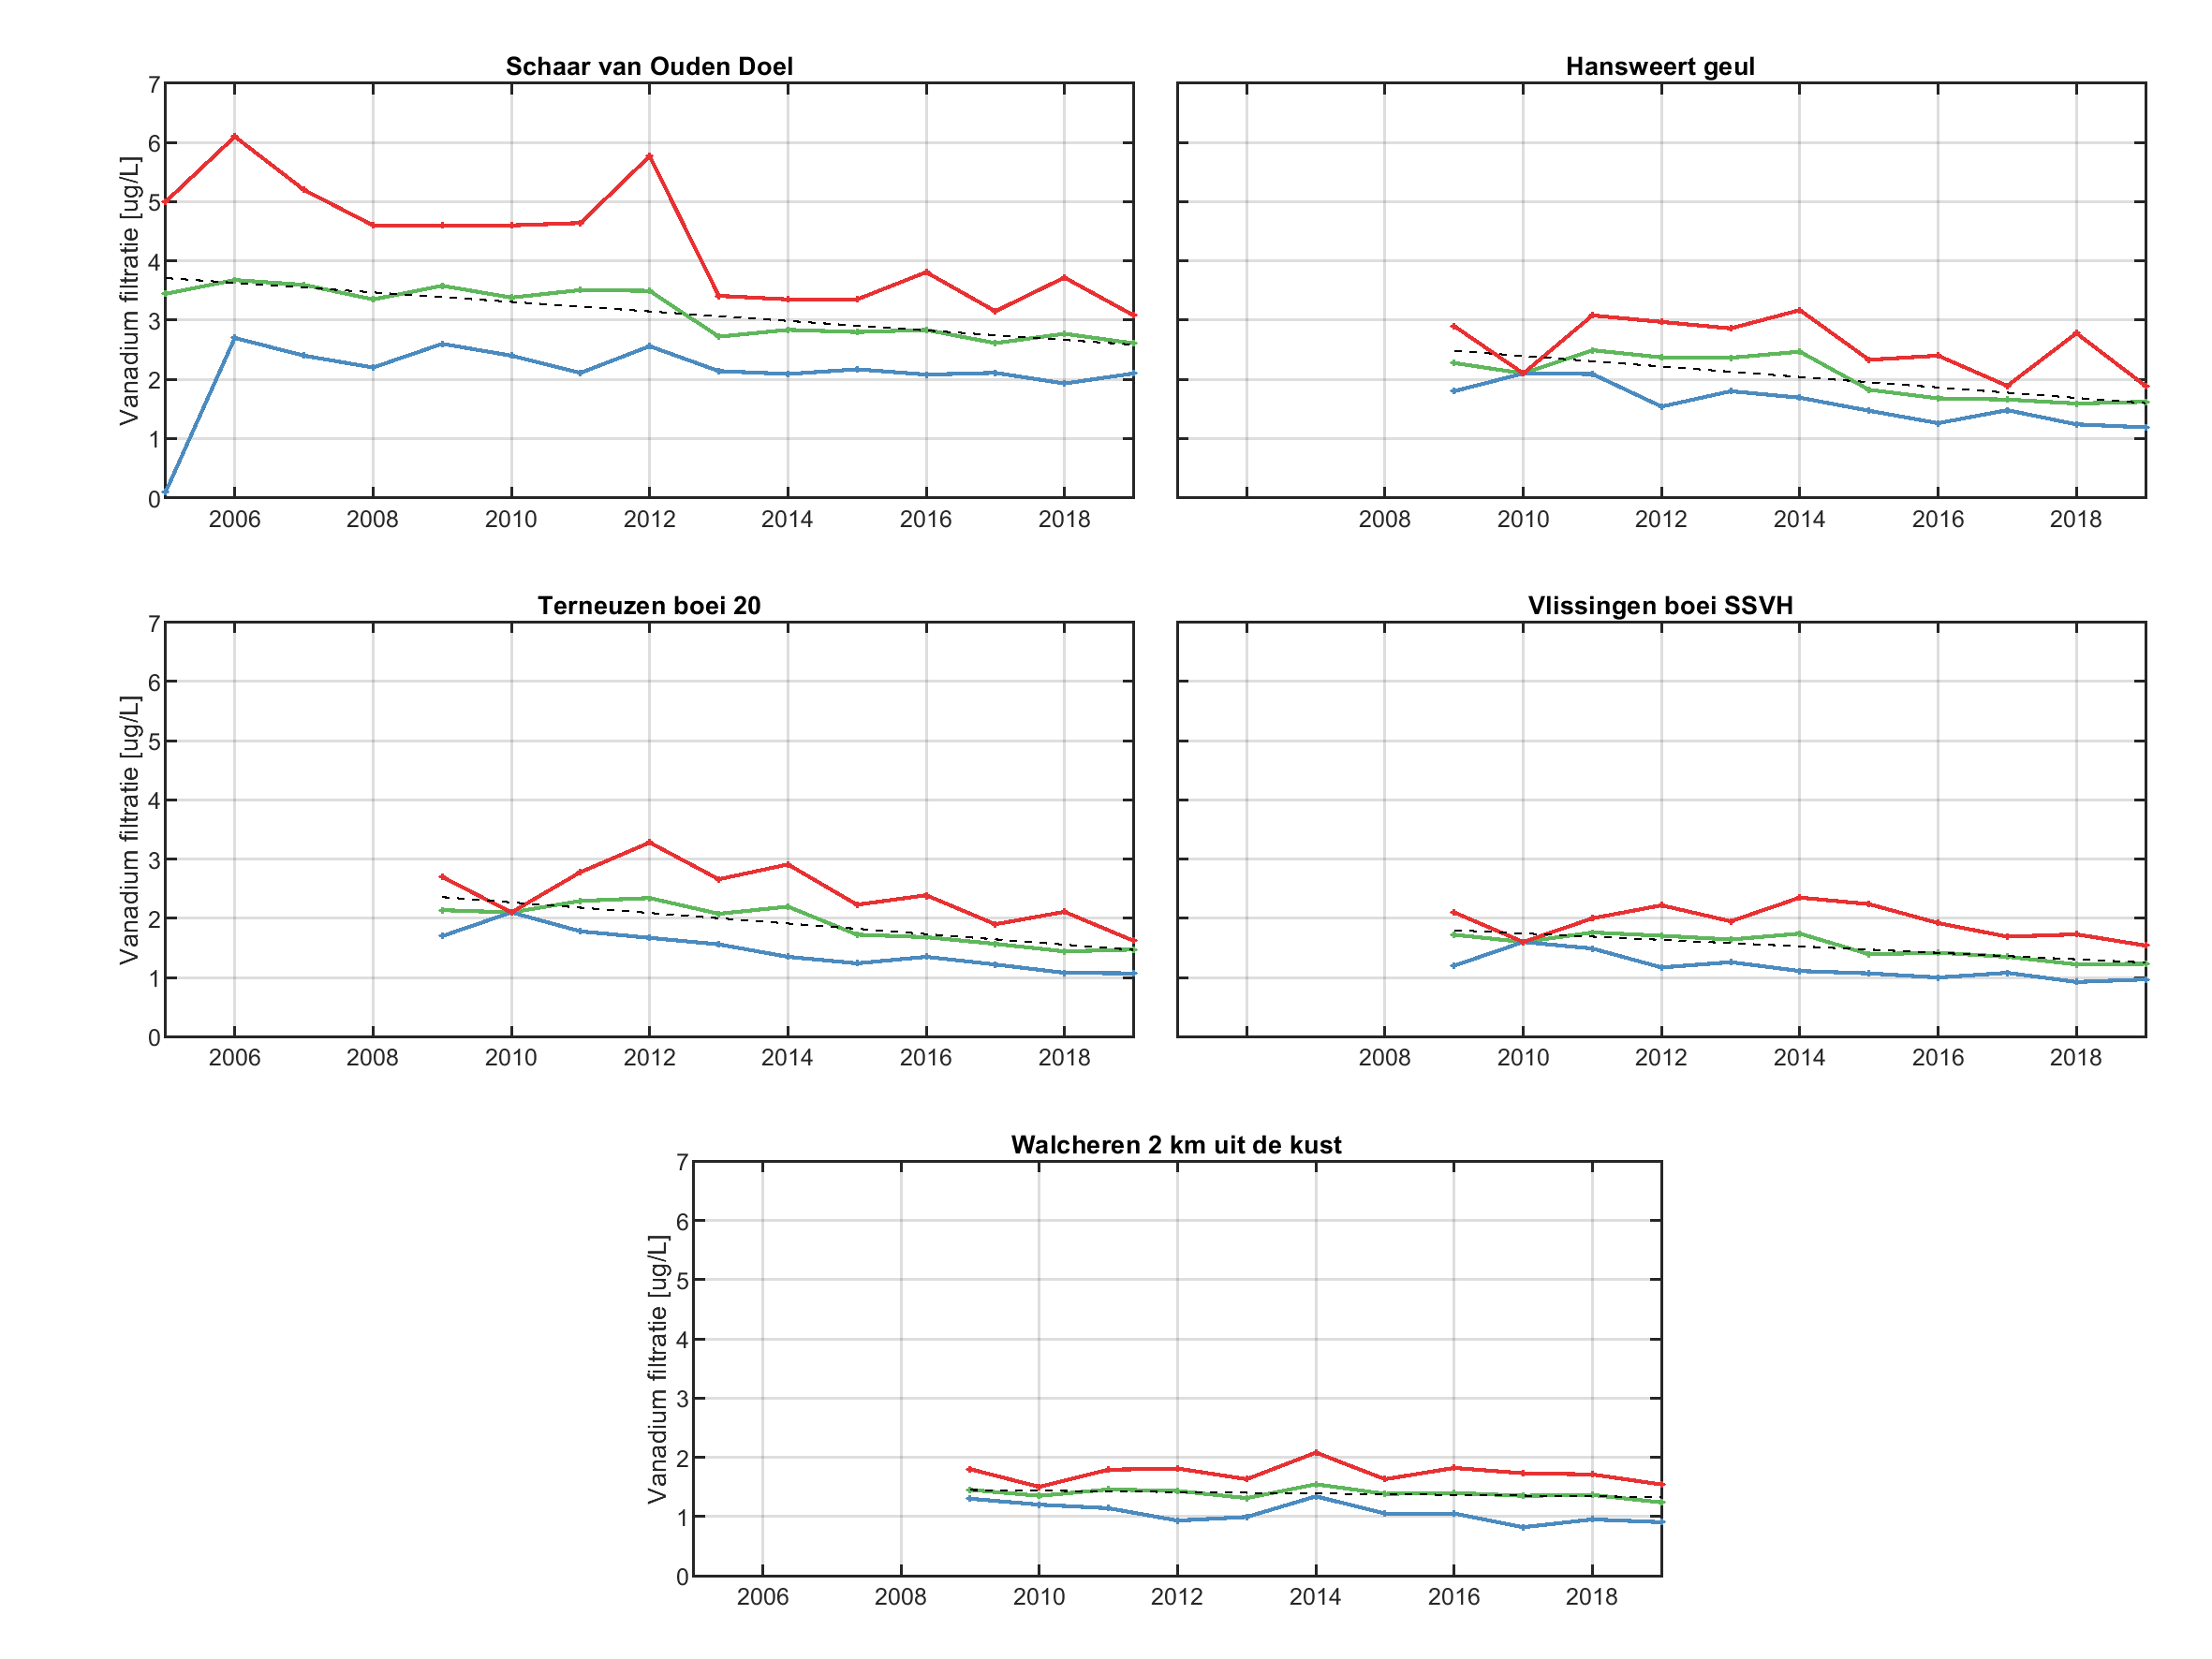 Schaar van Ouden Doel
Hansweert geul
Vanadium filtratie [ug/L]
7
6
5
4
3
2
1
0
2006 2008 2010 2012 2014 2016 2018
2008 2010 2012 2014 2016 2018
Terneuzen boei 20
Vlissingen boei SSVH
Vanadium filtratie [ug/L]
7
6
5
4
3
2
1
0
2006 2008 2010 2012 2014 2016 2018
2008 2010 2012 2014 2016 2018
Walcheren 2 km uit de kust
Vanadium filtratie [ug/L]
7
6
5
4
3
2
1
0
2006 2008 2010 2012 2014 2016 2018